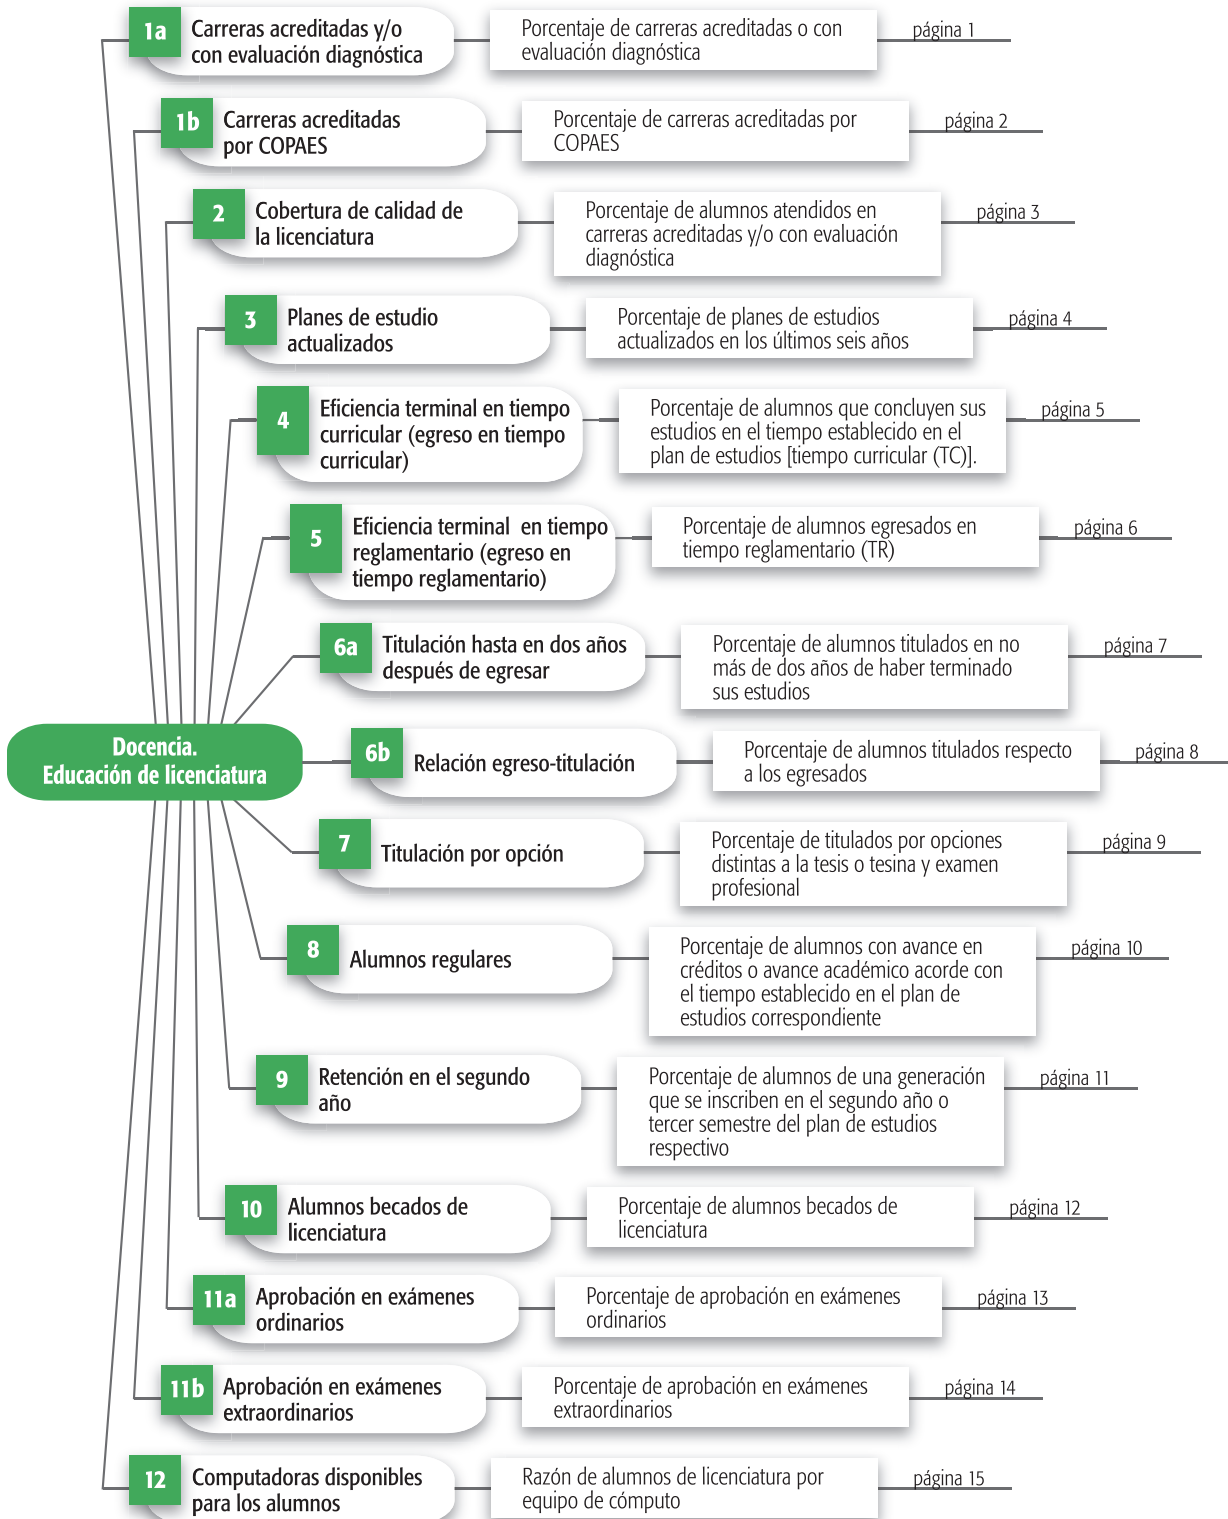 1a
Carreras acreditadas y/o
con evaluación diagnóstica
Porcentaje de carreras acreditadas o con
evaluación diagnóstica
página 1
1b
Carreras acreditadas
por COPAES
Porcentaje de carreras acreditadas por
COPAES
página 2
2
Cobertura de calidad de
la licenciatura
Porcentaje de alumnos atendidos en
carreras acreditadas y/o con evaluación
diagnóstica
página 3
3
Planes de estudio
actualizados
Porcentaje de planes de estudios
actualizados en los últimos seis años
página 4
4
Eficiencia terminal en tiempo
curricular (egreso en tiempo
curricular)
Porcentaje de alumnos que concluyen sus
estudios en el tiempo establecido en el
plan de estudios [tiempo curricular (TC)].
página 5
5
Eficiencia terminal en tiempo
reglamentario (egreso en
tiempo reglamentario)
Porcentaje de alumnos egresados en
tiempo reglamentario (TR)
página 6
6a
Titulación hasta en dos años
después de egresar
Porcentaje de alumnos titulados en no
más de dos años de haber terminado
sus estudios
página 7
Docencia.
Educación de licenciatura
6b
Relación egreso-titulación
Porcentaje de alumnos titulados respecto
a los egresados
página 8
7
Titulación por opción
Porcentaje de titulados por opciones
distintas a la tesis o tesina y examen
profesional
página 9
8
Alumnos regulares
Porcentaje de alumnos con avance en
créditos o avance académico acorde con
el tiempo establecido en el plan de
estudios correspondiente
página 10
9
Retención en el segundo
año
Porcentaje de alumnos de una generación
que se inscriben en el segundo año o
tercer semestre del plan de estudios
respectivo
página 11
10
Alumnos becados de
licenciatura
Porcentaje de alumnos becados de
licenciatura
página 12
11a
Aprobación en exámenes
ordinarios
Porcentaje de aprobación en exámenes
ordinarios
página 13
11b
Aprobación en exámenes
extraordinarios
Porcentaje de aprobación en exámenes
extraordinarios
página 14
12
Computadoras disponibles
para los alumnos
Razón de alumnos de licenciatura por
equipo de cómputo
página 15